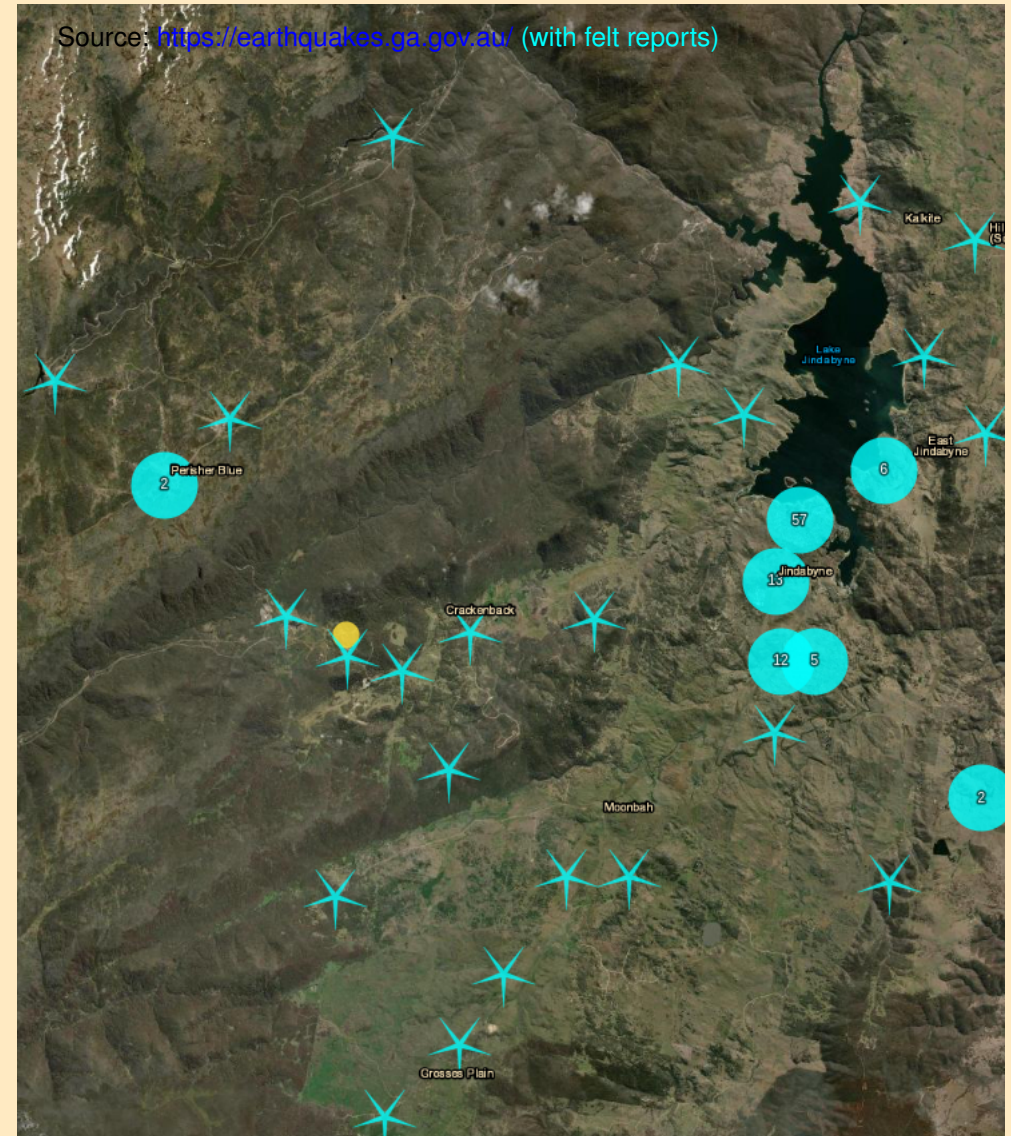 Source: https://earthquakes.ga.gov.au/ (with felt reports)
Kalkite
Hil
(S
Lake
Jindabyne
East
Jindabyne
6
Perisher Blue
2
57
13
Jindabyne
Crackenback
12
5
2
Moonbah
Grosses Plain